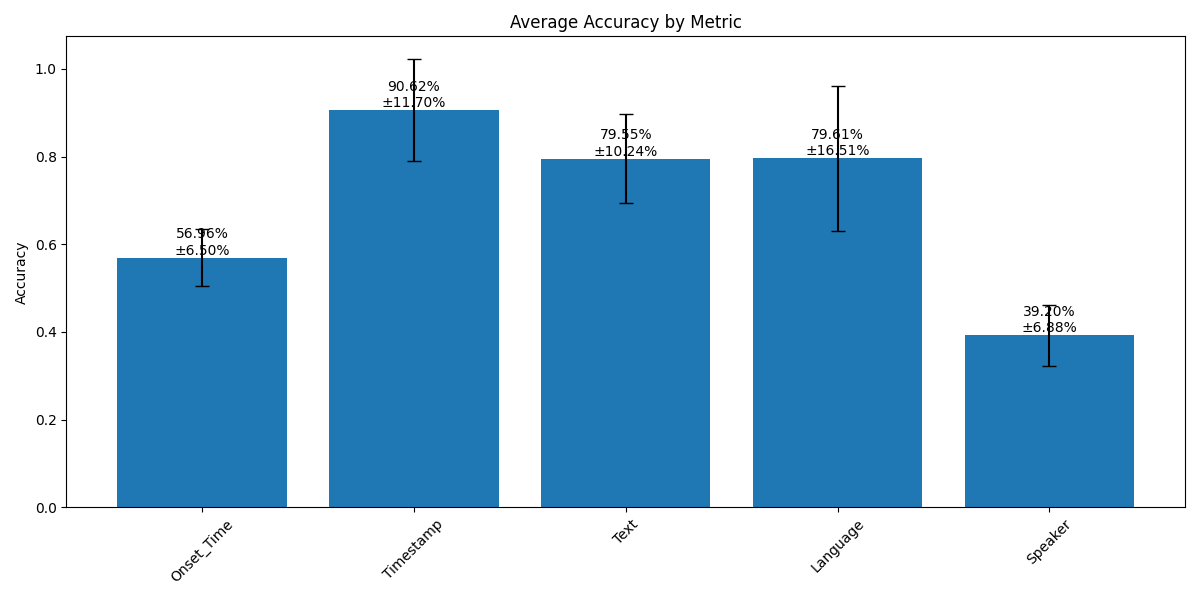 Average Accuracy by Metric
Accuracy
1.0
0.8
0.6
0.4
0.2
0.0
56.96%
±6.50%
90.62%
±11.70%
79.55%
±10.24%
79.61%
±16.51%
39.20%
±6.88%
Onset_Time
Timestamp
Text
Language
Speaker